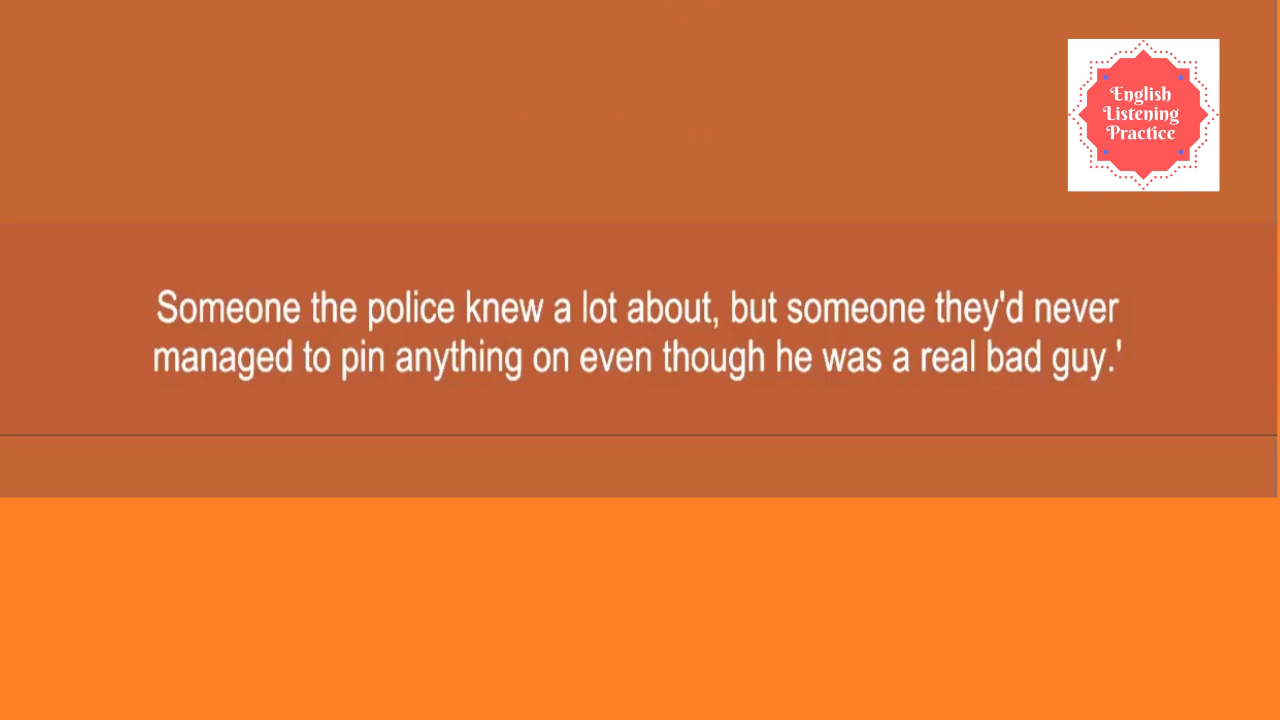 English
Listening
Practice
Someone the police knew a lot about, but someone they'd never
managed to pin anything on even though he was a real bad guy.'